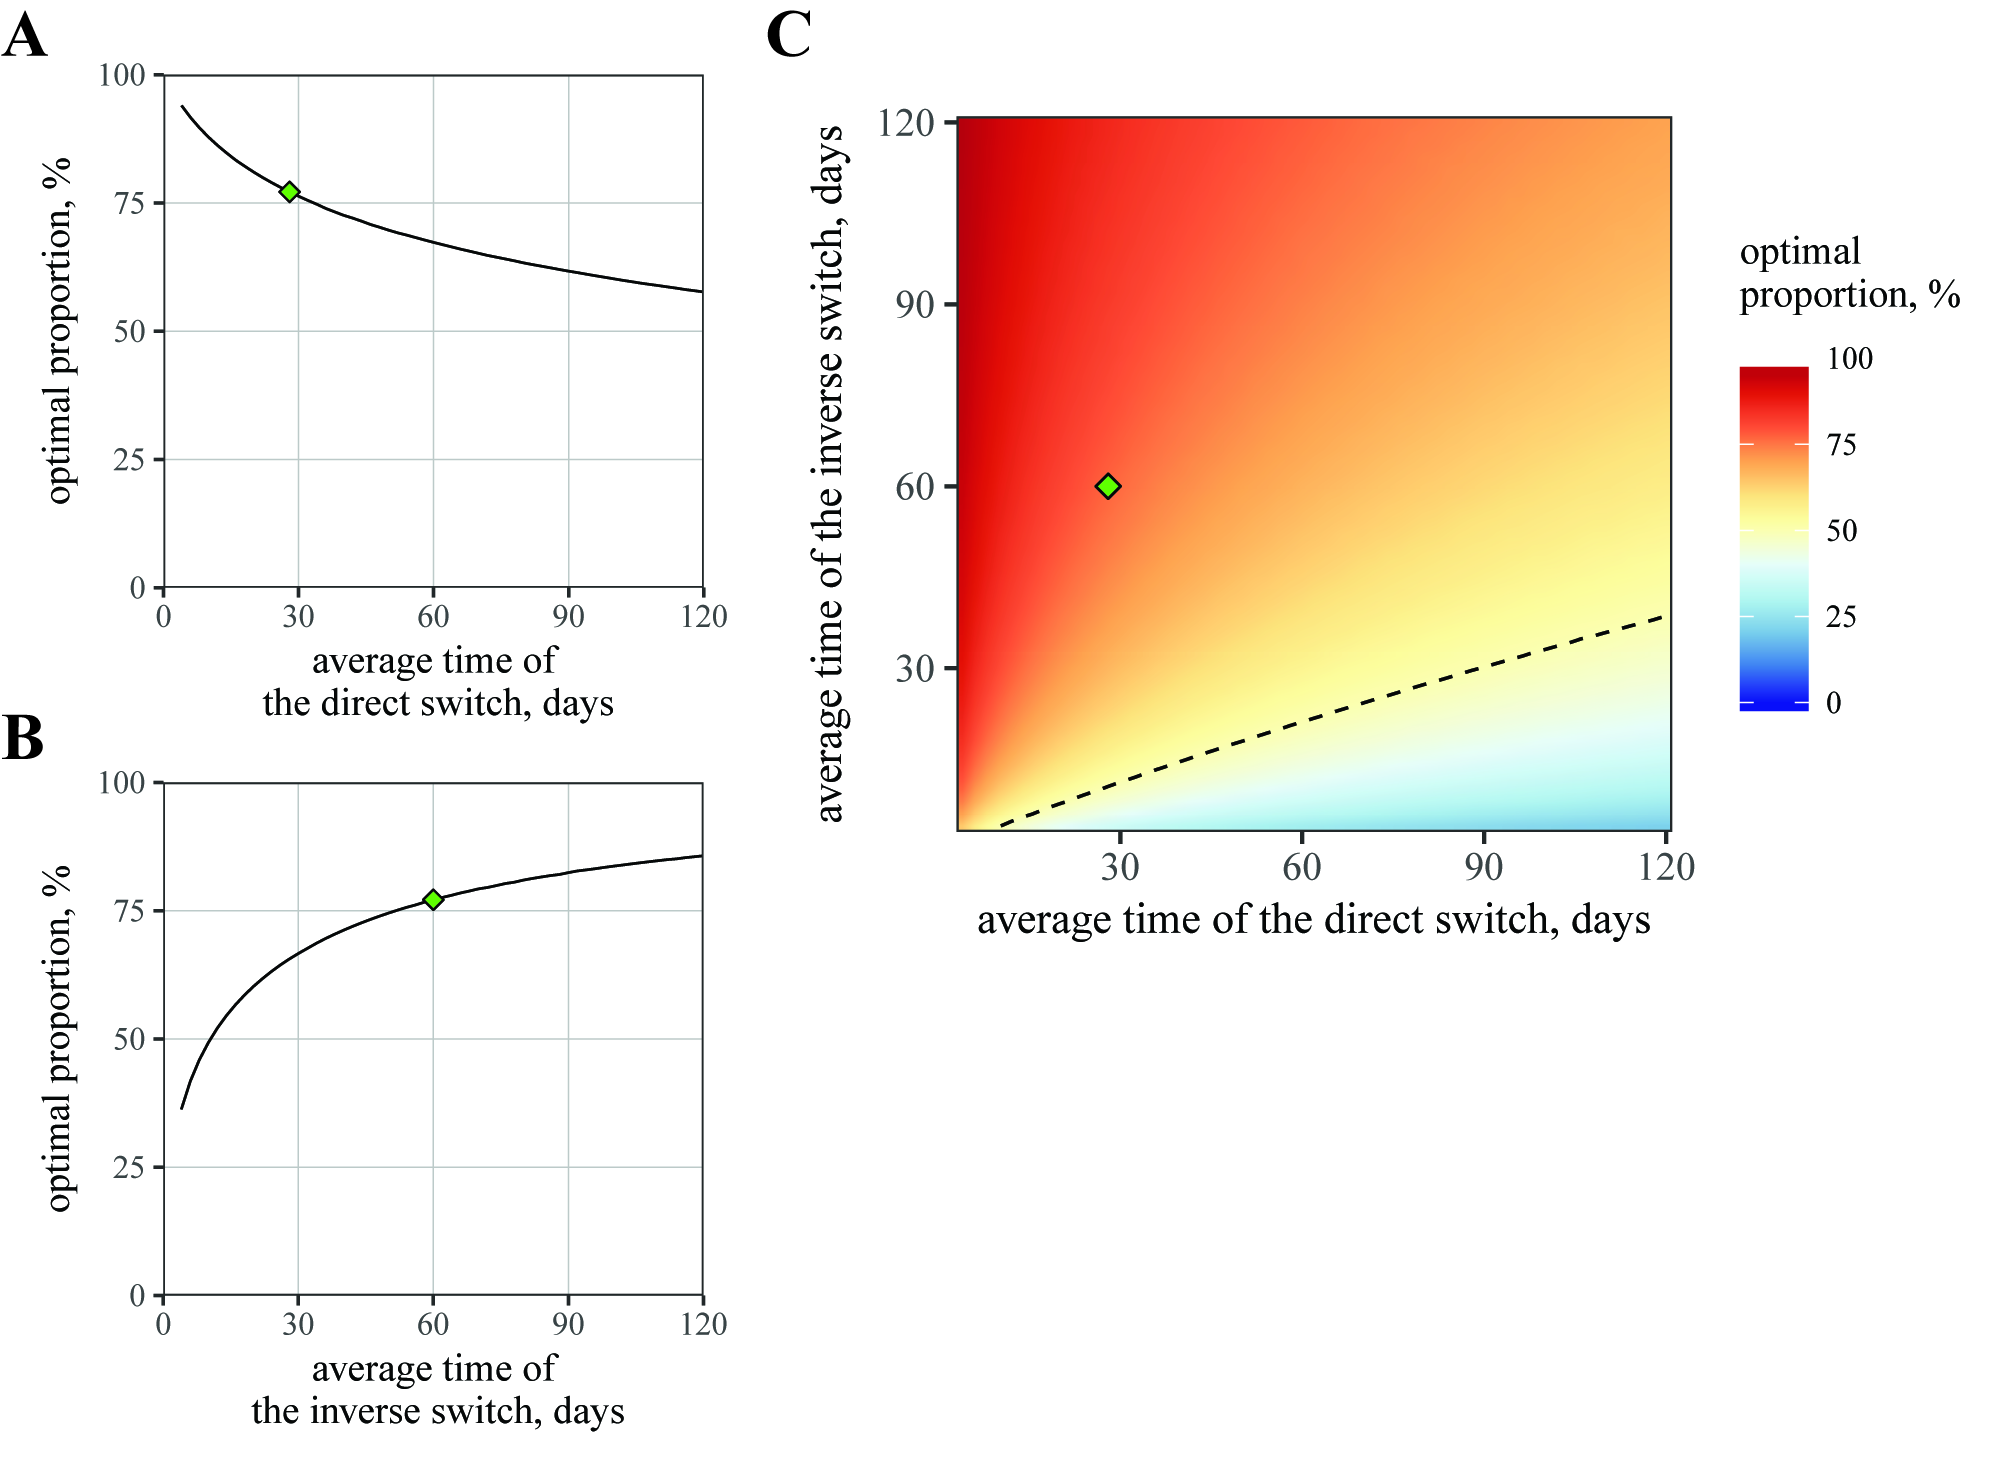 A
100
75
50
25
0
0 30 60 90 120
optimal proportion, %
average time of
the direct switch, days
B
100
75
50
25
0
0 30 60 90 120
optimal proportion, %
average time of
the inverse switch, days
C
120
90
60
30
30 60 90 120
average time of the inverse switch, days
average time of the direct switch, days
optimal
proportion, %
100
75
50
25
0